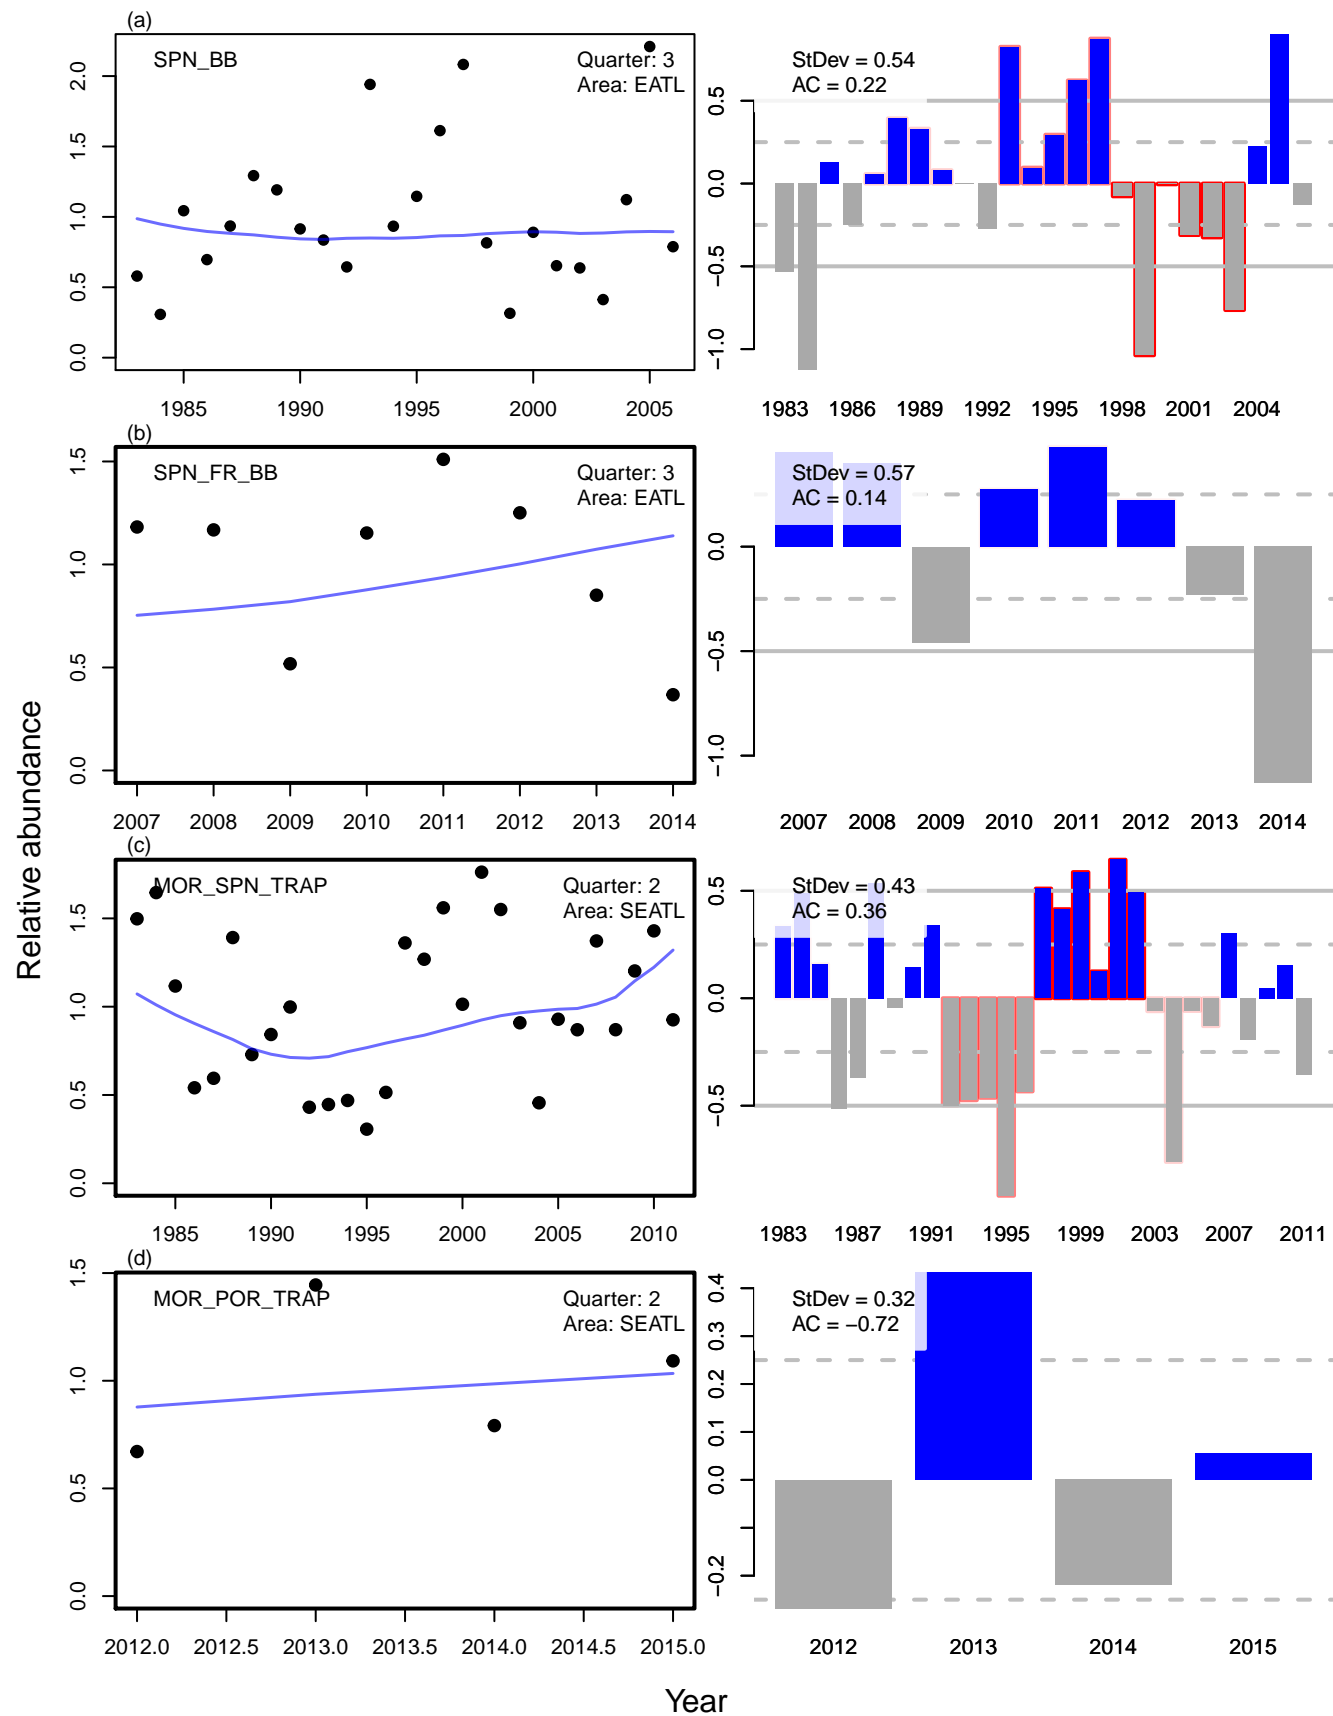 (a)
SPN_BB
Quarter: 3
Area: EATL
0.0 0.5 1.0 1.5 2.0
1985 1990 1995 2000 2005
StDev = 0.54
AC = 0.22
−1.0 −0.5 0.0 0.5
1983 1986 1989 1992 1995 1998 2001 2004
(b)
SPN_FR_BB
Quarter: 3
Area: EATL
0.0 0.5 1.0 1.5
2007 2008 2009 2010 2011 2012 2013 2014
StDev = 0.57
AC = 0.14
−1.0 −0.5 0.0
2007 2008 2009 2010 2011 2012 2013 2014
(c)
MOR_SPN_TRAP
Quarter: 2
Area: SEATL
0.0 0.5 1.0 1.5
1985 1990 1995 2000 2005 2010
StDev = 0.43
AC = 0.36
−0.5 0.0 0.5
1983 1987 1991 1995 1999 2003 2007 2011
(d)
MOR_POR_TRAP
Quarter: 2
Area: SEATL
0.0 0.5 1.0 1.5
2012.0 2012.5 2013.0 2013.5 2014.0 2014.5 2015.0
StDev = 0.32
AC = −0.72
−0.2 0.0 0.1 0.2 0.3 0.4
2012 2013 2014 2015
Relative abundance
Year